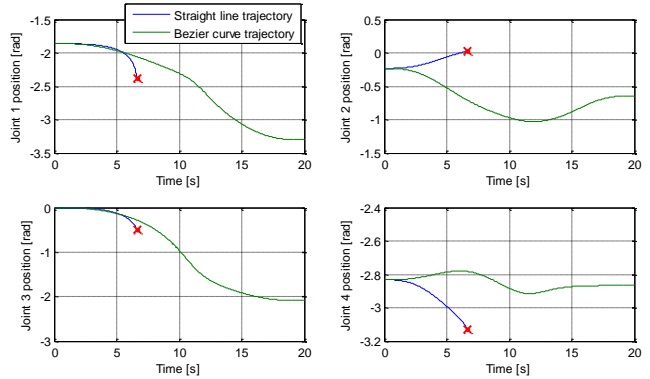 Straight line trajectory
Bezier curve trajectory
-1.5
-2
-2.5
-3
-3.5
0 5 10 15 20
Time [s]
Joint 1 position [rad]
0.5
0
-0.5
-1
-1.5
0 5 10 15 20
Time [s]
Joint 2 position [rad]
0
-1
-2
-3
0 5 10 15 20
Time [s]
Joint 3 position [rad]
-2.4
-2.6
-2.8
-3
-3.2
0 5 10 15 20
Time [s]
Joint 4 position [rad]